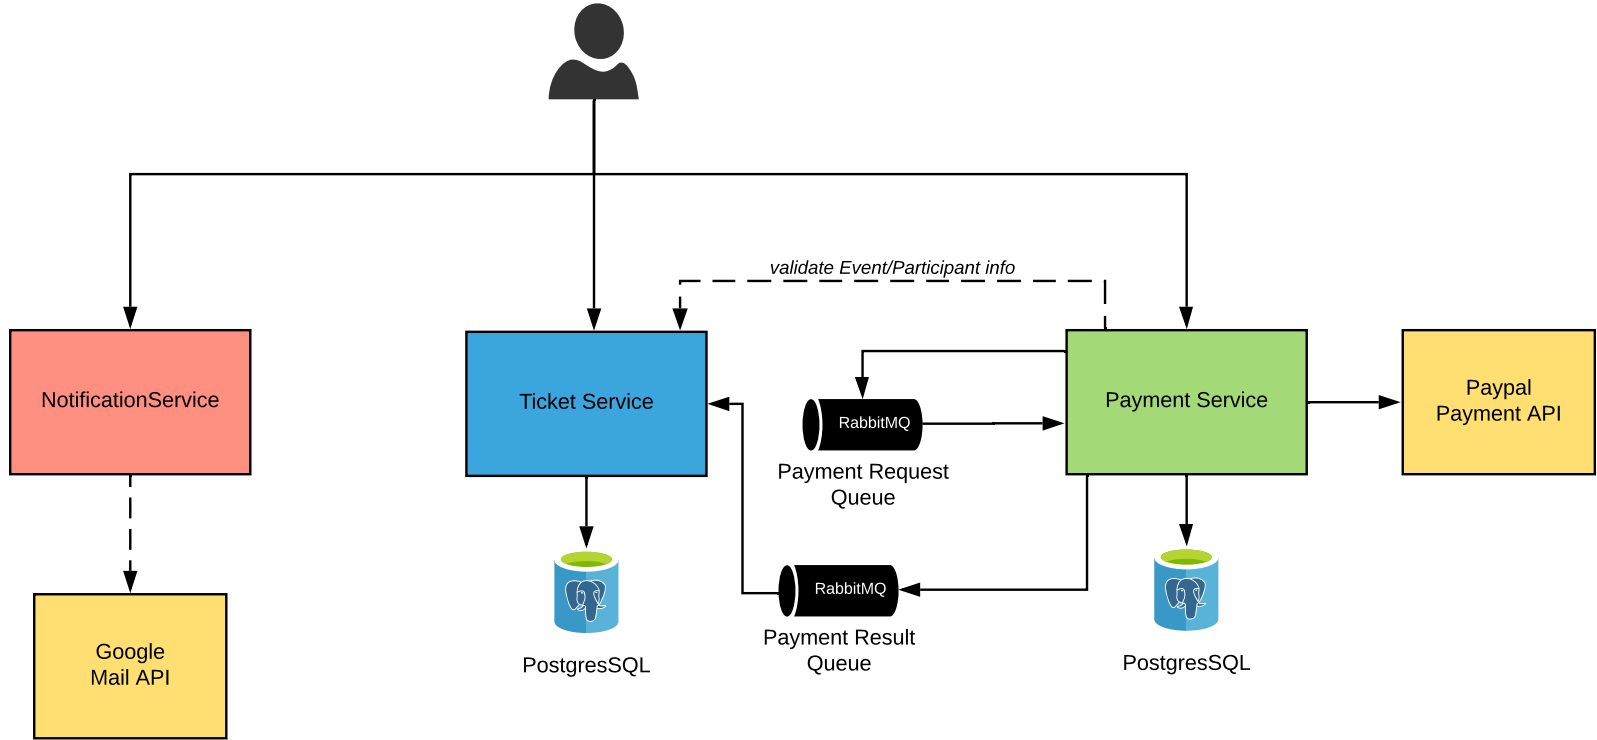 validate Event/Participant info
NotificationService
Ticket Service
Payment Service
Paypal
Payment API
RabbitMQ
Payment Request
Queue
RabbitMQ
Payment Result
Queue
Google
Mail API
PostgresSQL
PostgresSQL